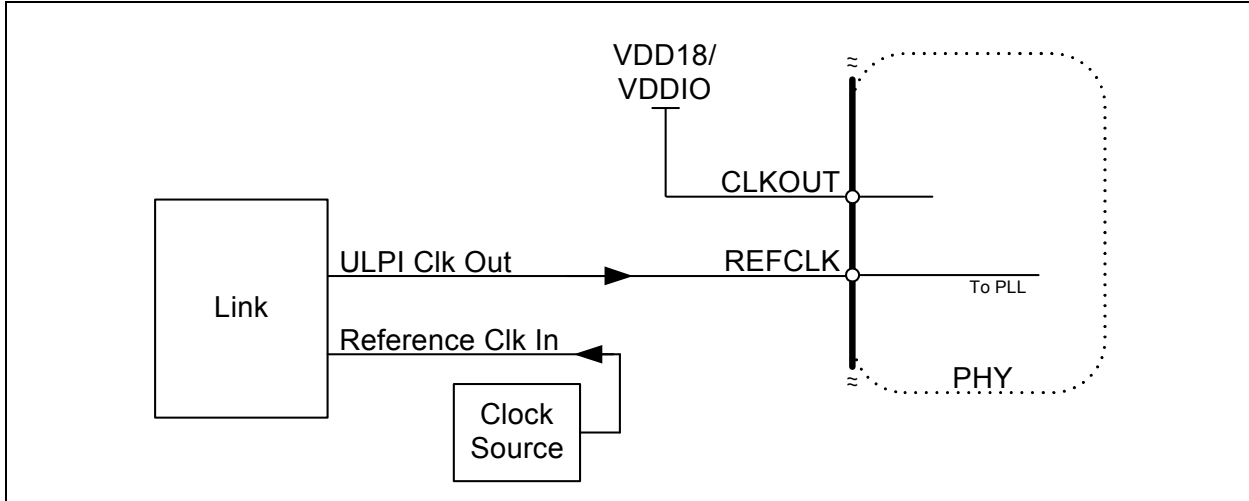 VDD18/
VDDIO
CLKOUT
ULPI Clk Out
REFCLK
To PLL
Link
Reference Clk In
PHY
Clock
Source